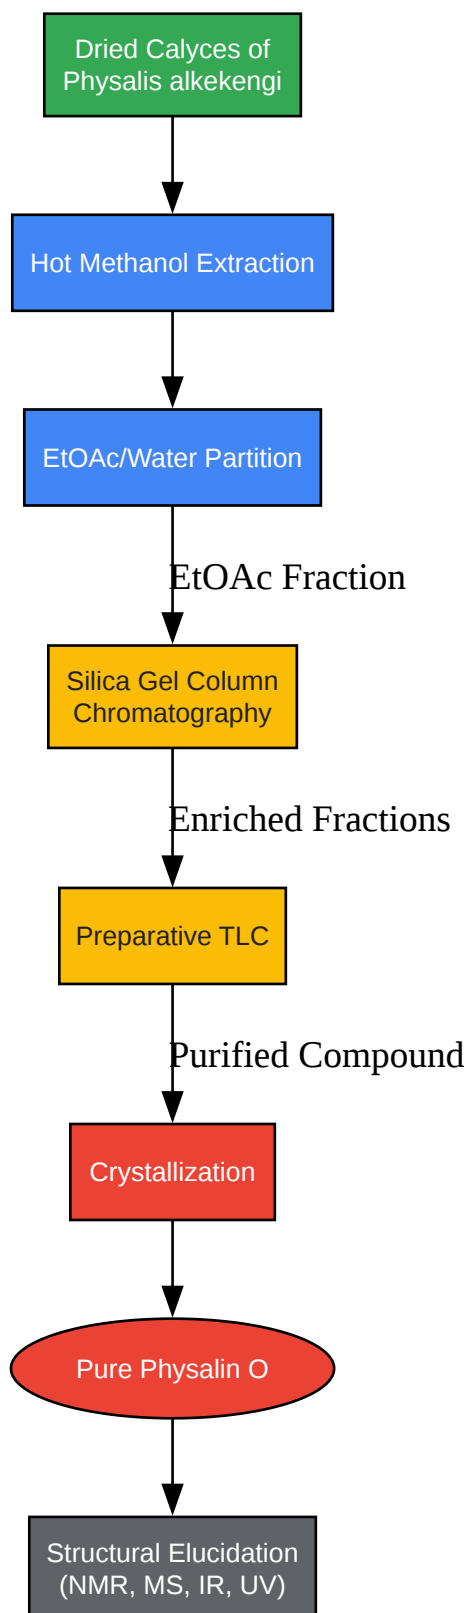 Dried Calyces of
Physalis alkekengi
Hot Methanol Extraction
EtOAc/Water Partition
EtOAc Fraction
Silica Gel Column
Chromatography
Enriched Fractions
Preparative TLC
Purified Compound
Crystallization
Pure Physalin O
Structural Elucidation
(NMR, MS, IR, UV)